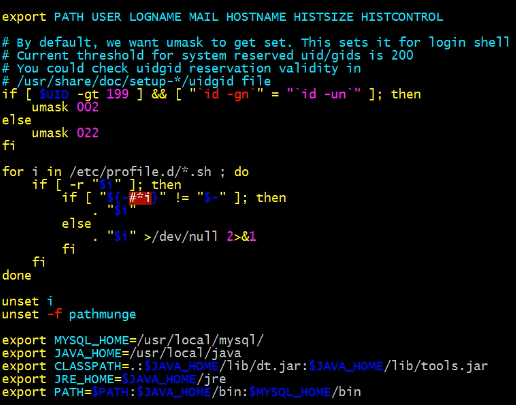 export PATH USER LOGNAME MAIL HOSTNAME HISTSIZE HISTCONTROL
# By default, we want umask to get set. This sets it for login shell
# Current threshold for system reserved uid/gids is 200
# You could check uidgid reservation validity in
# /usr/share/doc/setup-*/uidgid file
if [ $UID -gt 199 ] && [ "`id -gn`" = "`id -un`" ]; then
    umask 002
else
    umask 022
fi
for i in /etc/profile.d/*.sh ; do
    if [ -r "$i" ]; then
        if [ "${-#*i}" != "$-" ]; then
            . "$i"
        else
            . "$i" >/dev/null 2>&1
        fi
    fi
done
unset i
unset -f pathmunge
export MYSQL_HOME=/usr/local/mysql/
export JAVA_HOME=/usr/local/java
export CLASSPATH=.:$JAVA_HOME/lib/dt.jar:$JAVA_HOME/lib/tools.jar
export JRE_HOME=$JAVA_HOME/jre
export PATH=$PATH:$JAVA_HOME/bin:$MYSQL_HOME/bin